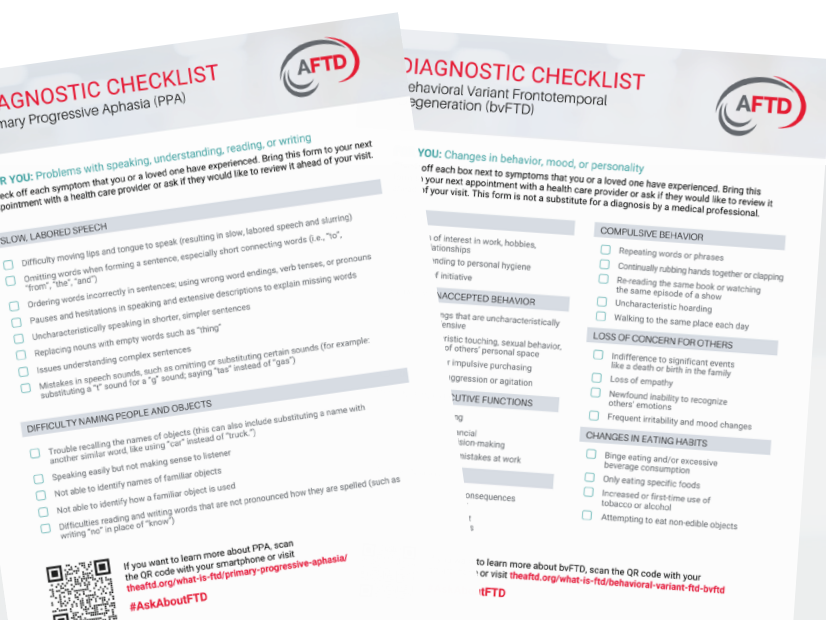 AGNOSTIC CHECKLIST
mary Progressive Aphasia (PPA)
AFTD
R YOU: Problems with speaking, understanding, reading, or writing
eck off each symptom that you or a loved one have experienced. Bring this form to your next
pointment with a health care provider or ask if they would like to review it ahead of your visit.
SLOW, LABORED SPEECH
Difficulty moving lips and tongue to speak (resulting in slow, labored speech and slurring)
Omitting words when forming a sentence, especially short connecting words (i.e., "to",
"from", "the", "and")
Ordering words incorrectly in sentences; using wrong word endings, verb tenses, or pronouns
Pauses and hesitations in speaking and extensive descriptions to explain missing words
Uncharacteristically speaking in shorter, simpler sentences
Replacing nouns with empty words such as "thing"
Issues understanding complex sentences
Mistakes in speech sounds, such as omitting or substituting certain sounds (for example:
substituting a "t" sound for a "g" sound; saying "tas" instead of "gas")
DIFFICULTY NAMING PEOPLE AND OBJECTS
Trouble recalling the names of objects (this can also include substituting a name with
another similar word, like using "car" instead of "truck.")
Speaking easily but not making sense to listener
Not able to identify names of familiar objects
Not able to identify how a familiar object is used
Difficulties reading and writing words that are not pronounced how they are spelled (such as
writing "no" in place of "know")
If you want to learn more about PPA, scan
the QR code with your smartphone or visit
theaftd.org/what-is-ftd/primary-progressive-aphasia/
#AskAboutFTD
DIAGNOSTIC CHECKLIST
ehavioral Variant Frontotemporal
egeneration (bvFTD)
AFTD
YOU: Changes in behavior, mood, or personality
off each box next to symptoms that you or a loved one have experienced. Bring this
your next appointment with a health care provider or ask if they would like to review it
of your visit. This form is not a substitute for a diagnosis by a medical professional.
of interest in work, hobbies,
ationships
nding to personal hygiene
f initiative
NACCEPTED BEHAVIOR
ngs that are uncharacteristically
ensive
ristic touching, sexual behavior,
of others' personal space
r impulsive purchasing
ggression or agitation
CUTIVE FUNCTIONS
ng
ancial
ision-making
mistakes at work
onsequences
t
s
COMPULSIVE BEHAVIOR
Repeating words or phrases
Continually rubbing hands together or clapping
Re-reading the same book or watching
the same episode of a show
Uncharacteristic hoarding
Walking to the same place each day
LOSS OF CONCERN FOR OTHERS
Indifference to significant events
like a death or birth in the family
Loss of empathy
Newfound inability to recognize
others' emotions
Frequent irritability and mood changes
CHANGES IN EATING HABITS
Binge eating and/or excessive
beverage consumption
Only eating specific foods
Increased or first-time use of
tobacco or alcohol
Attempting to eat non-edible objects
to learn more about bvFTD, scan the QR code with your
or visit theaftd.org/what-is-ftd/behavioral-variant-ftd-bvftd
tFTD